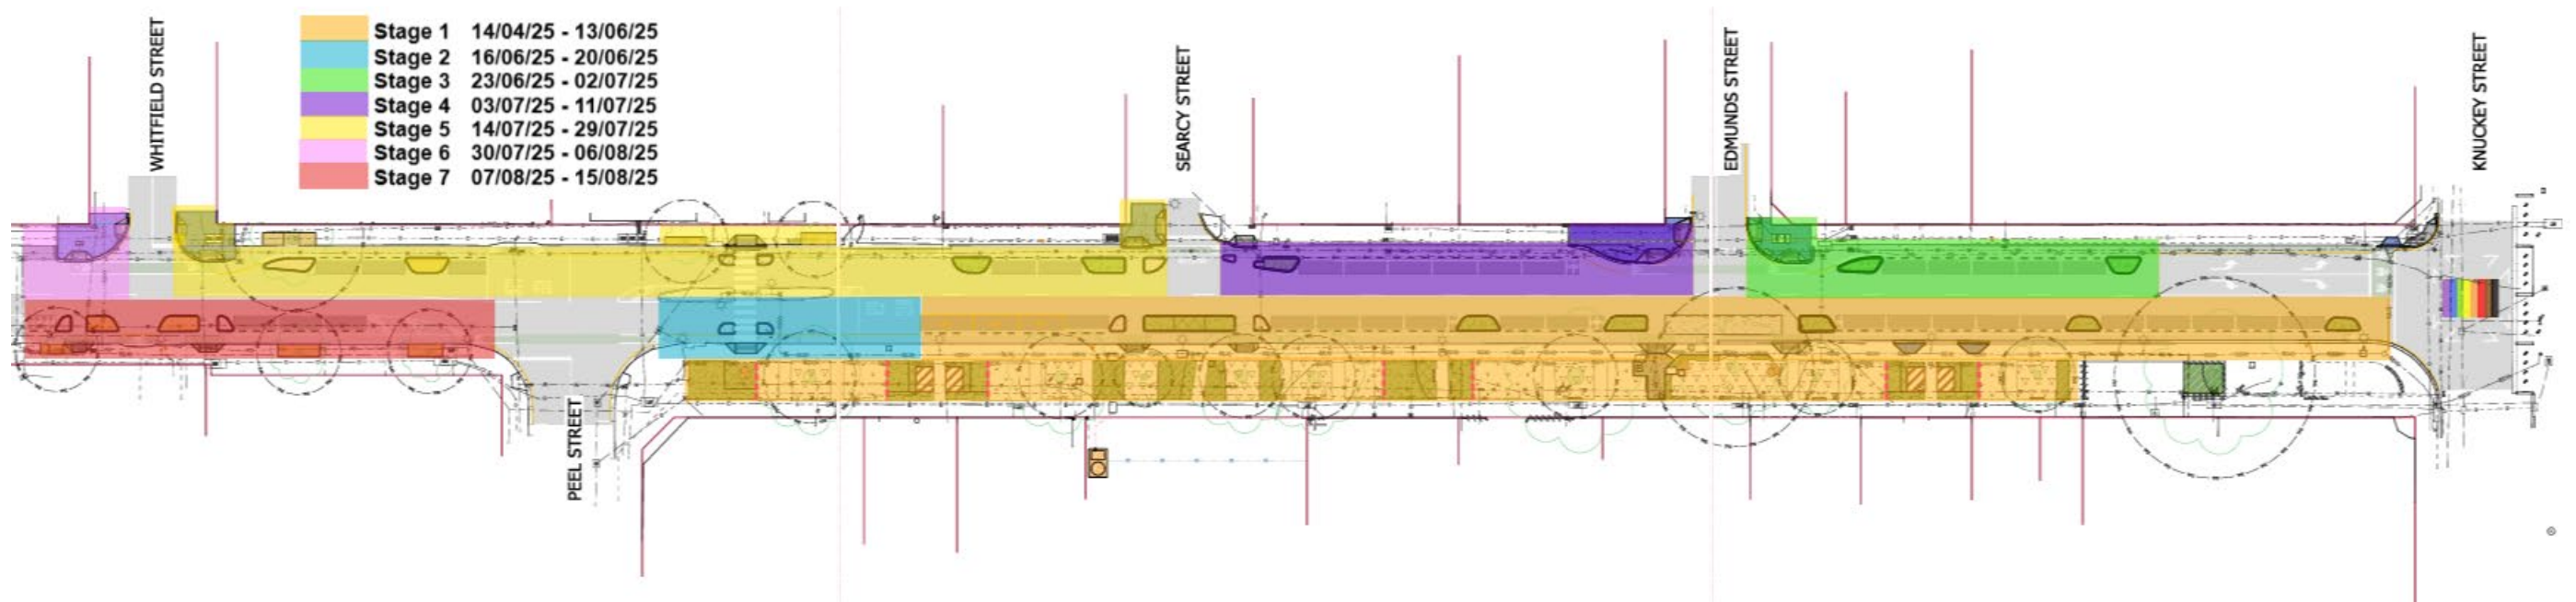 WHITFIELD STREET
Stage 1 14/04/25 - 13/06/25
Stage 2 16/06/25 - 20/06/25
Stage 3 23/06/25 - 02/07/25
Stage 4 03/07/25 - 11/07/25
Stage 5 14/07/25 - 29/07/25
Stage 6 30/07/25 - 06/08/25
Stage 7 07/08/25 - 15/08/25
SEARCY STREET
EDMUNDS STREET
KNUCKEY STREET
PEEL STREET